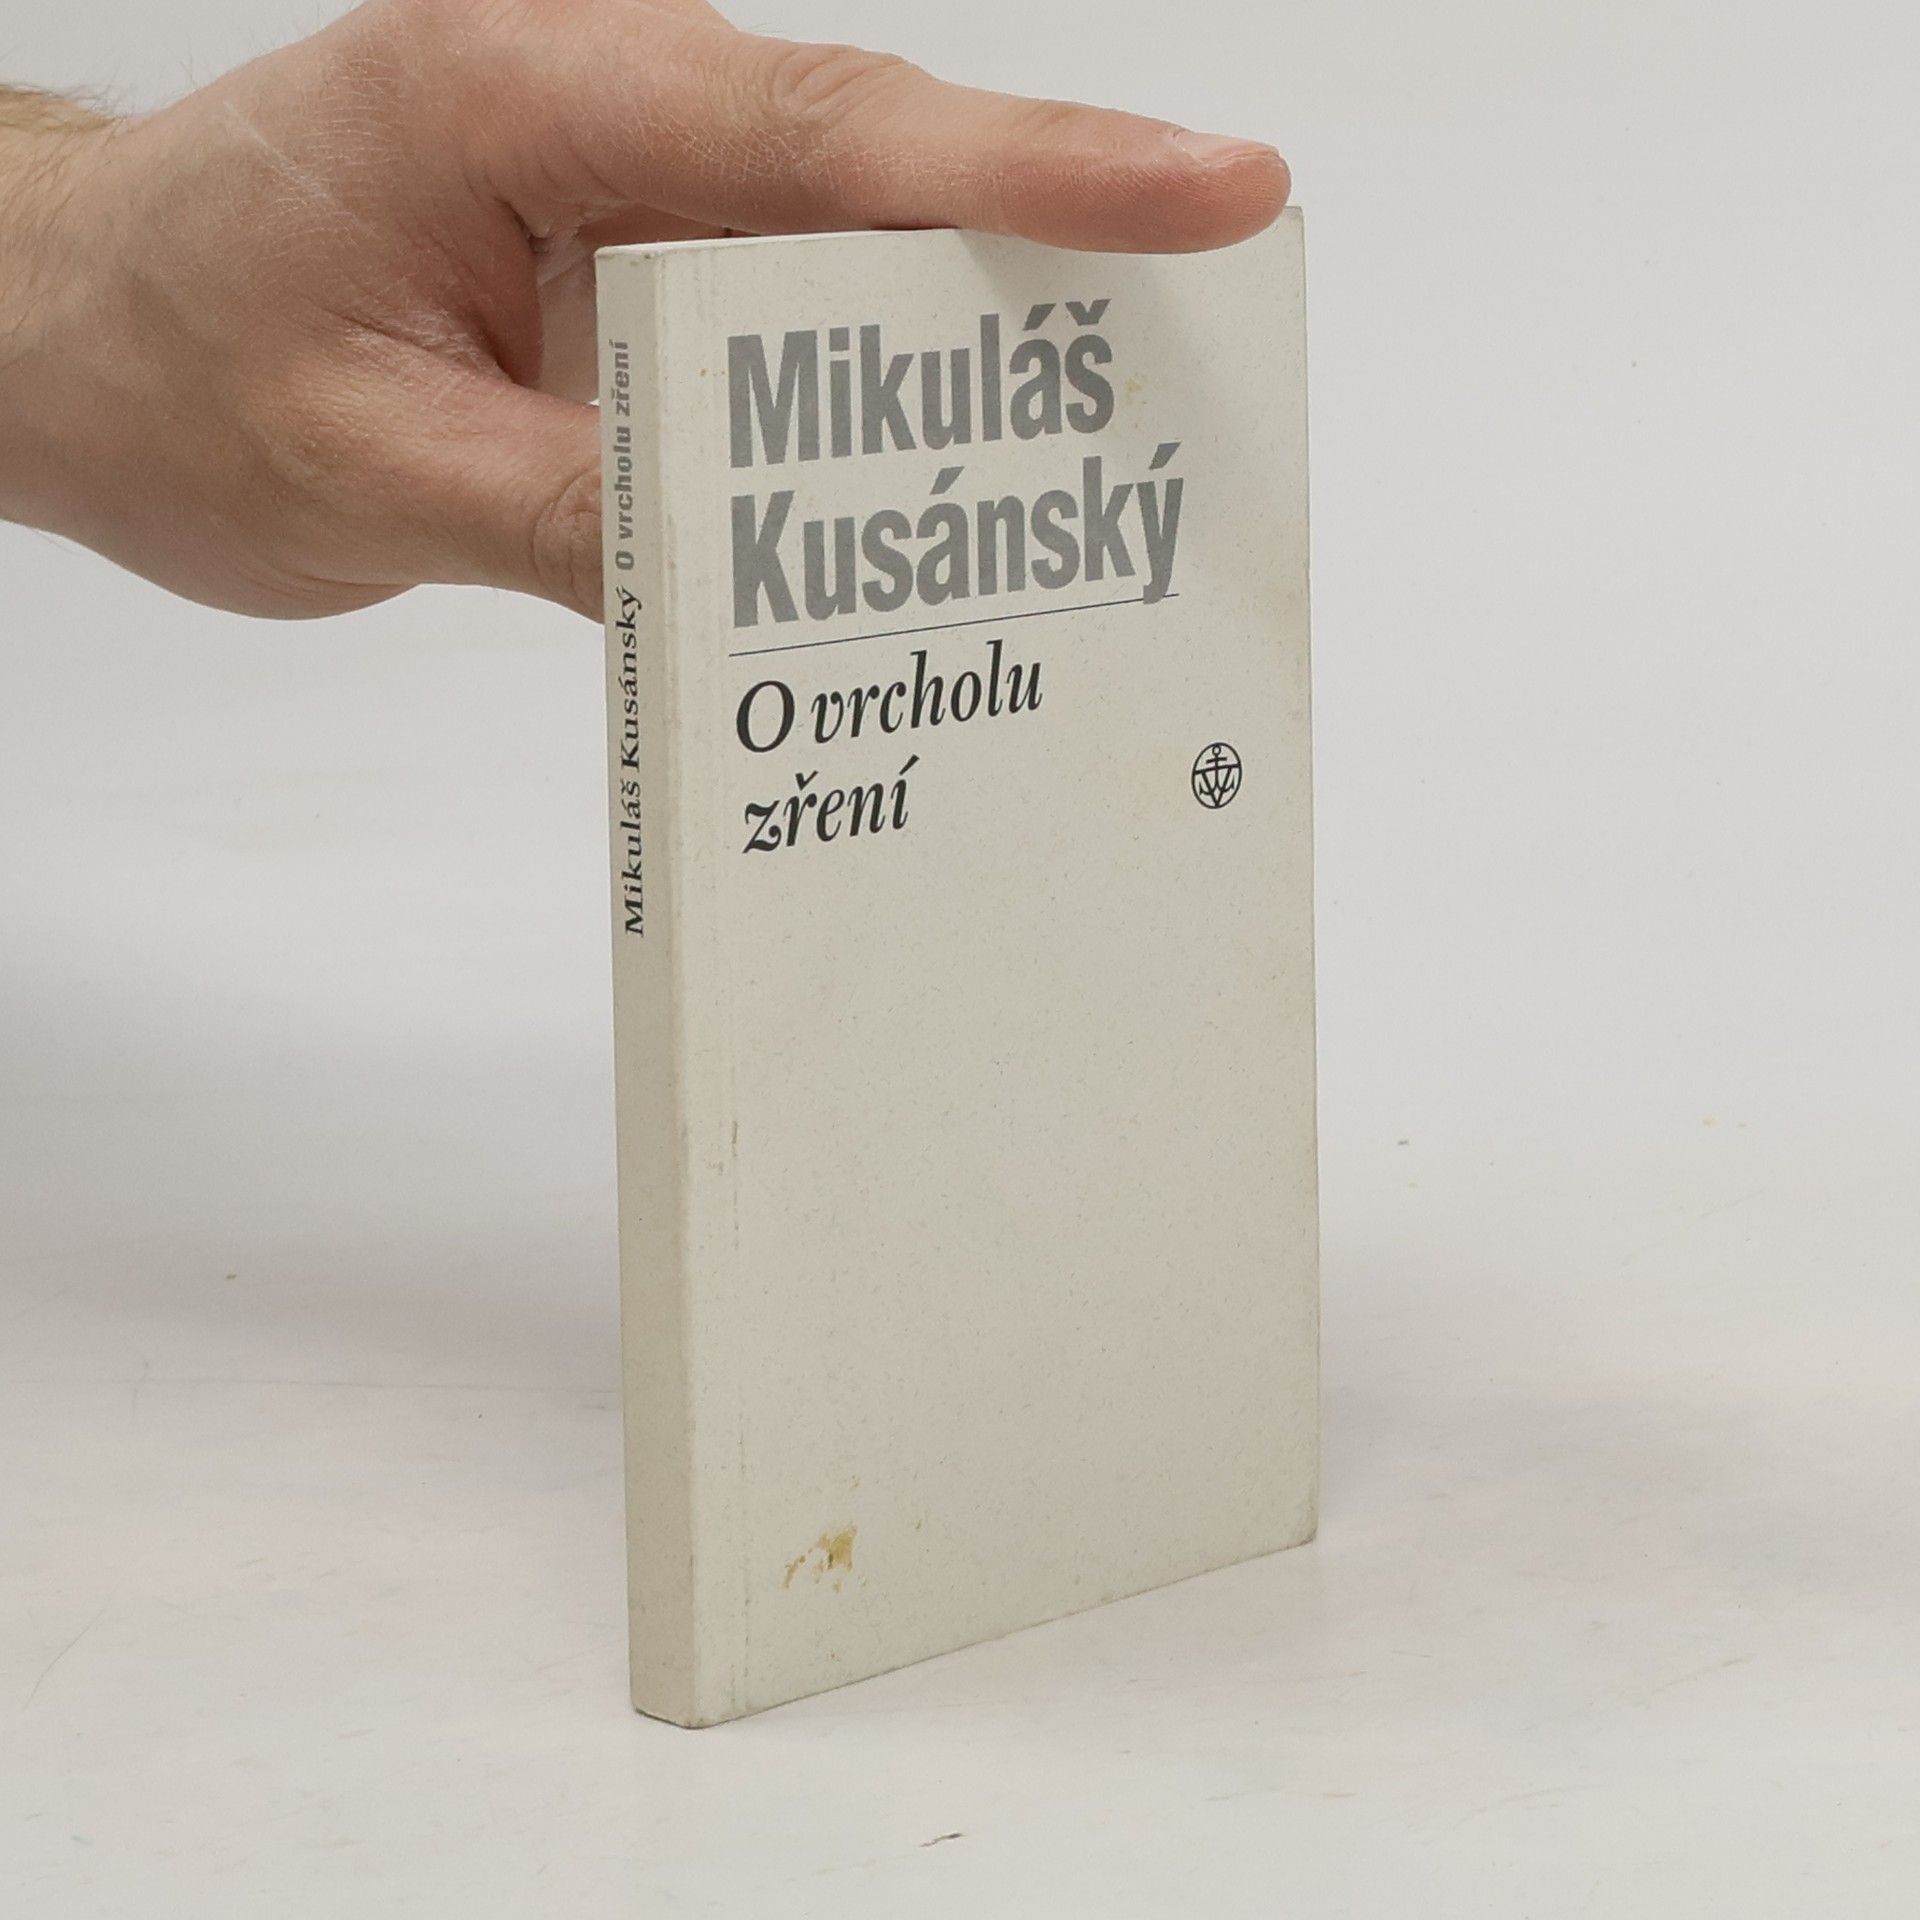 Mikuláš
Kusánský
O vrcholu
zření
Mikuláš Kusánský O vrcholu zření